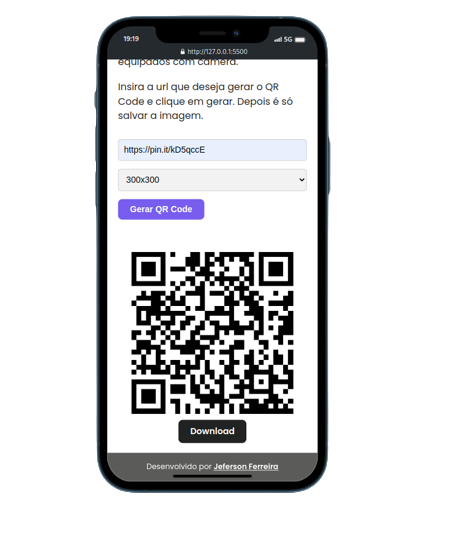 19:19
5G
http://127.0.0.1:5500
equipados com câmera.
Insira a url que deseja gerar o QR
Code e clique em gerar. Depois é só
salvar a imagem.
https://pin.it/kD5qccE
300x300
Gerar QR Code
Download
Desenvolvido por Jeferson Ferreira